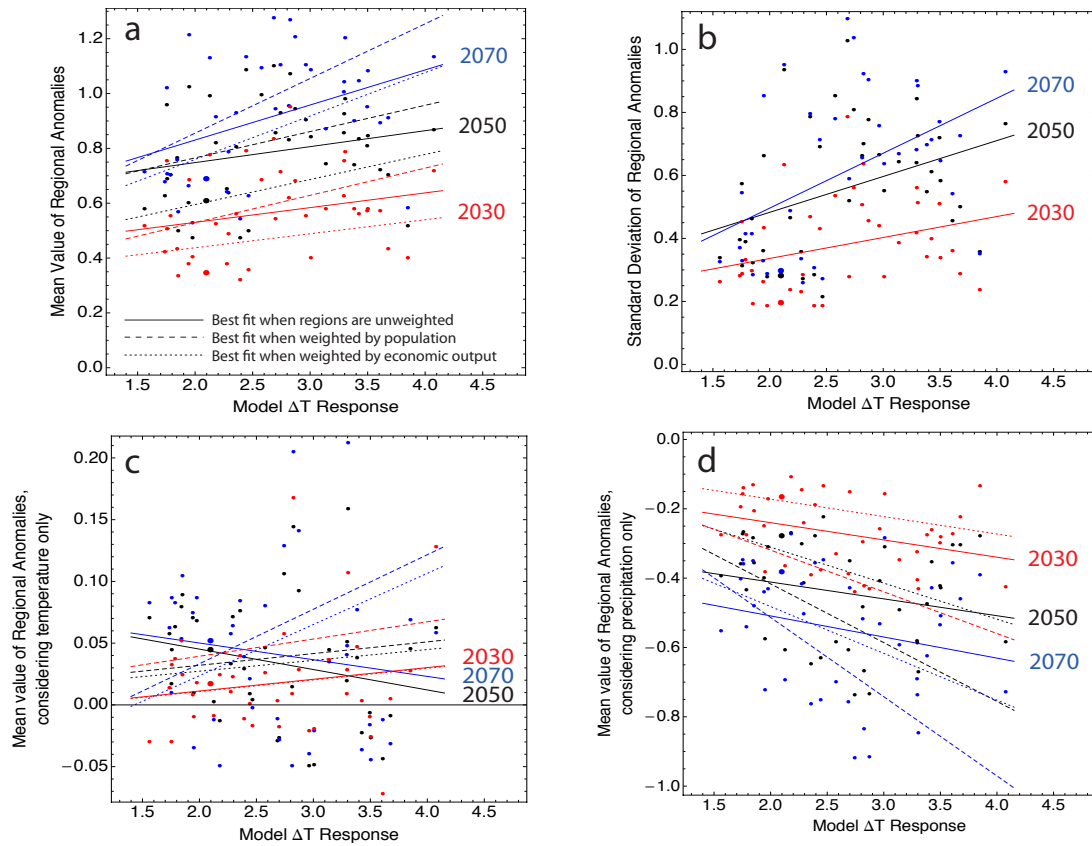 a
Mean Value of Regional Anomalies
1.2
1.0
0.8
0.6
0.4
0.2
0.0
2070
2050
2030
Best fit when regions are unweighted
Best fit when weighted by population
Best fit when weighted by economic output
1.5 2.0 2.5 3.0 3.5 4.0 4.5
Model ΔT Response
b
Standard Deviation of Regional Anomalies
1.0
0.8
0.6
0.4
0.2
0.0
2070
2050
2030
1.5 2.0 2.5 3.0 3.5 4.0 4.5
Model ΔT Response
c
Mean value of Regional Anomalies,
considering temperature only
0.20
0.15
0.10
0.05
0.00
−0.05
2030
2070
2050
1.5 2.0 2.5 3.0 3.5 4.0 4.5
Model ΔT Response
d
Mean value of Regional Anomalies,
considering precipitation only
0.0
−0.2
−0.4
−0.6
−0.8
−1.0
2030
2050
2070
1.5 2.0 2.5 3.0 3.5 4.0 4.5
Model ΔT Response